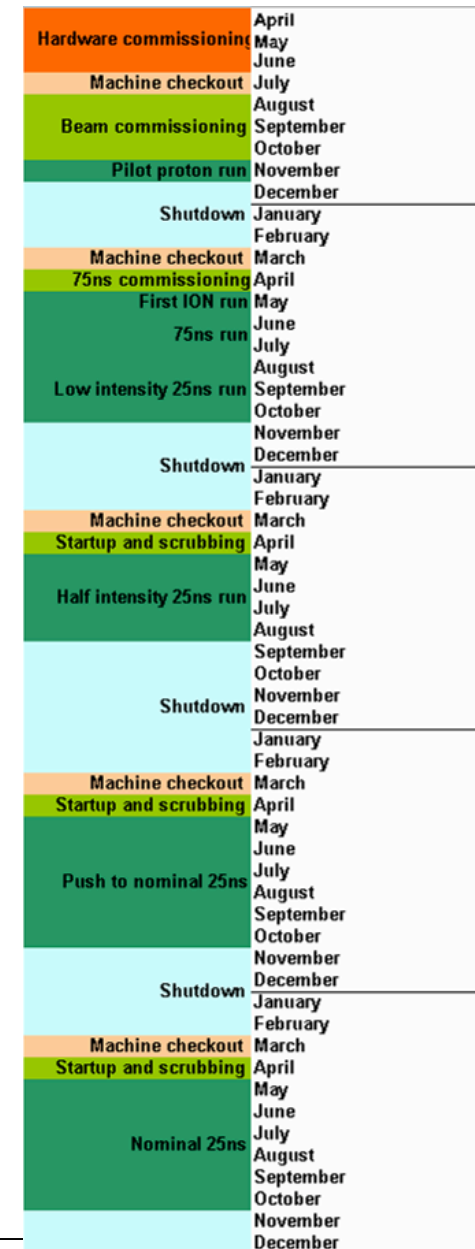 April
Hardware commissioning May
June
Machine checkout July
August
Beam commissioning September
October
Pilot proton run November
December
Shutdown January
February
Machine checkout March
75ns commissioning April
First ION run May
June
75ns run
July
August
Low intensity 25ns run September
October
November
December
Shutdown
January
February
Machine checkout March
Startup and scrubbing April
May
June
Half intensity 25ns run
July
August
September
October
November
Shutdown
December
January
February
Machine checkout March
Startup and scrubbing April
May
June
July
Push to nominal 25ns
August
September
October
November
December
Shutdown
January
February
Machine checkout March
Startup and scrubbing April
May
June
July
Nominal 25ns
August
September
October
November
December